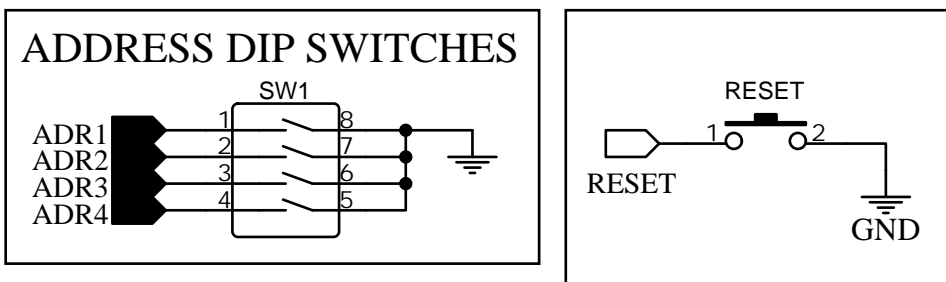 ADDRESS DIP SWITCHES
SW1
ADR1 1 8
ADR2 2 7
ADR3 3 6
ADR4 4 5
RESET
1 2
RESET
GND